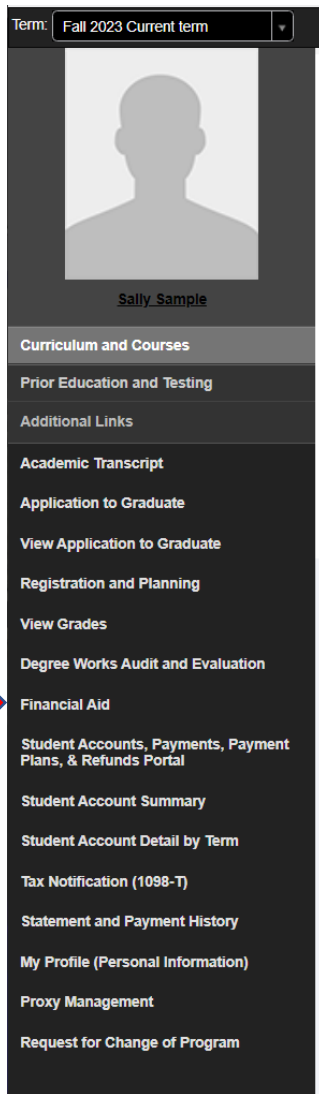 Term: Fall 2023 Current term
Sally Sample
Curriculum and Courses
Prior Education and Testing
Additional Links
Academic Transcript
Application to Graduate
View Application to Graduate
Registration and Planning
View Grades
Degree Works Audit and Evaluation
Financial Aid
Student Accounts, Payments, Payment
Plans, & Refunds Portal
Student Account Summary
Student Account Detail by Term
Tax Notification (1098-T)
Statement and Payment History
My Profile (Personal Information)
Proxy Management
Request for Change of Program